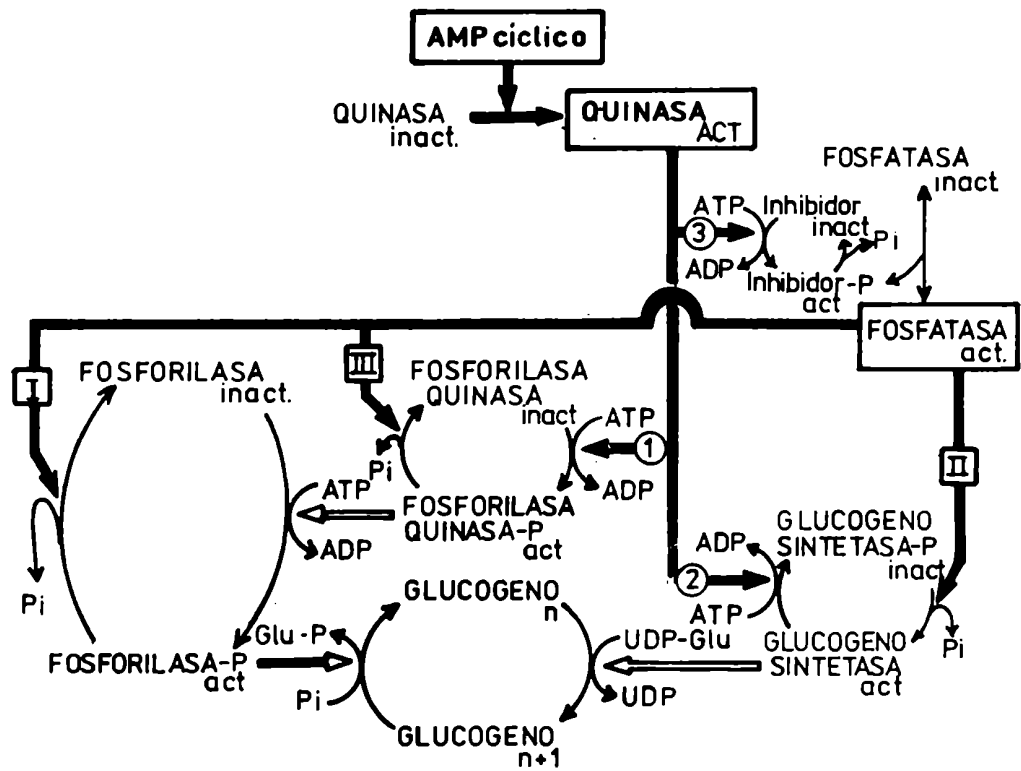 AMP cíclico
QUINASA
inact.
QUINASA
ACT
FOSFATASA
inact
ATP
3
ADP
Inhibidor
inact
Pi
Inhibidor-P
act
FOSFATASA
act.
I
III
II
FOSFORILASA
inact.
FOSFORILASA
QUINASA
inact
ATP
1
ADP
Pi
ATP
ADP
FOSFORILASA
QUINASA-P
act
Pi
GLUCOGENO
SINTETASA-P
inact
ADP
2
ATP
Pi
GLUCOGENO
SINTETASA
act
GLUCOGENO
n
FOSFORILASA-P
act
Glu-P
Pi
UDP-Glu
UDP
GLUCOGENO
n+1